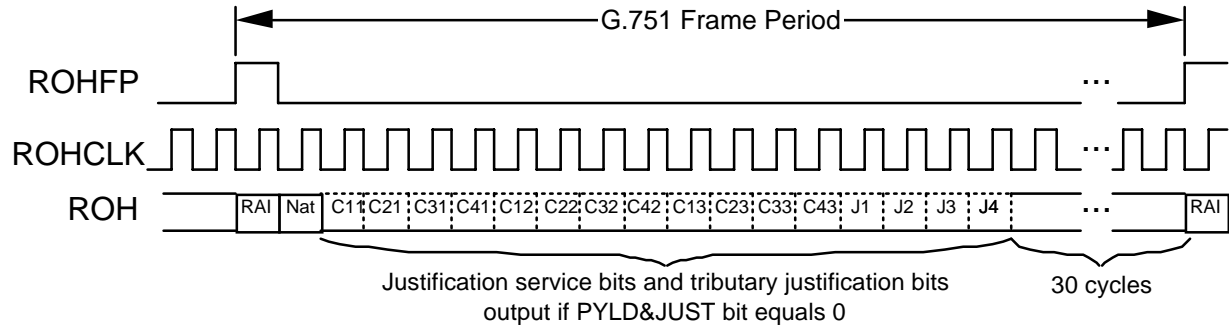 G.751 Frame Period
ROHFP
...
ROHCLK
...
ROH
RAI Nat C11 C21 C31 C41 C12 C22 C32 C42 C13 C23 C33 C43 J1 J2 J3 J4 ... RAI
Justification service bits and tributary justification bits
output if PYLD&JUST bit equals 0
30 cycles